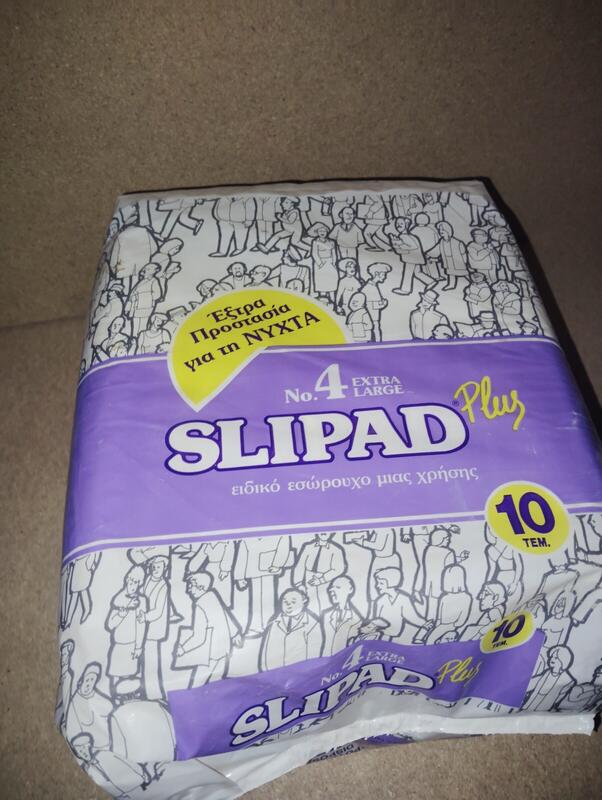 Έξτρα
Προστασία
για τη ΝΥΧΤΑ
No.4 EXTRA
LARGE
SLIPAD® Plus
ειδικό εσώρουχο μιας χρήσης
10
ΤΕΜ.
10
ΤΕΜ.
No.4 EXTRA
LARGE
SLIPAD Plus